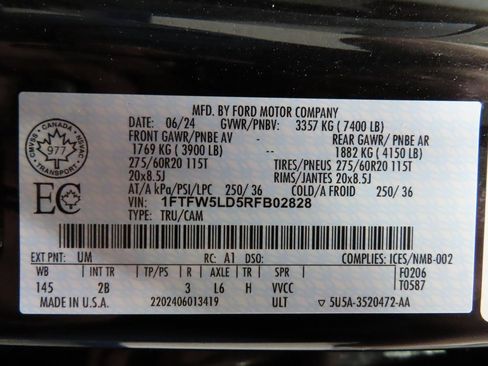 MFD. BY FORD MOTOR COMPANY
DATE: 06/24 GVWR/PNBV: 3357 KG ( 7400 LB)
FRONT GAWR/PNBE AV - -- REAR GAWR/PNBE AR
1769 KG ( 3900 LB) 1882 KG ( 4150 LB)
275/60R20 115T TIRES/PNEUS 275/60R20 115T
20x8.5J RIMS/JANTES 20x8.5J
AT/A kPa/PSI/LPC 250/ 36 COLD/A FROID 250/ 36
VIN: 1FTFW5LD5RFB02828
TYPE: TRU/CAM
CANADA
977
TRANSPORT
EC
EXT PNT: UM RC: A1 DSO: COMPLIES: ICES/NMB-002
WB INT TR TP/PS R AXLE TR SPR F0206
145 2B 3 L6 H VVCC T0587
MADE IN U.S.A. 2202406013419 ULT ▽ 5U5A-3520472-AA